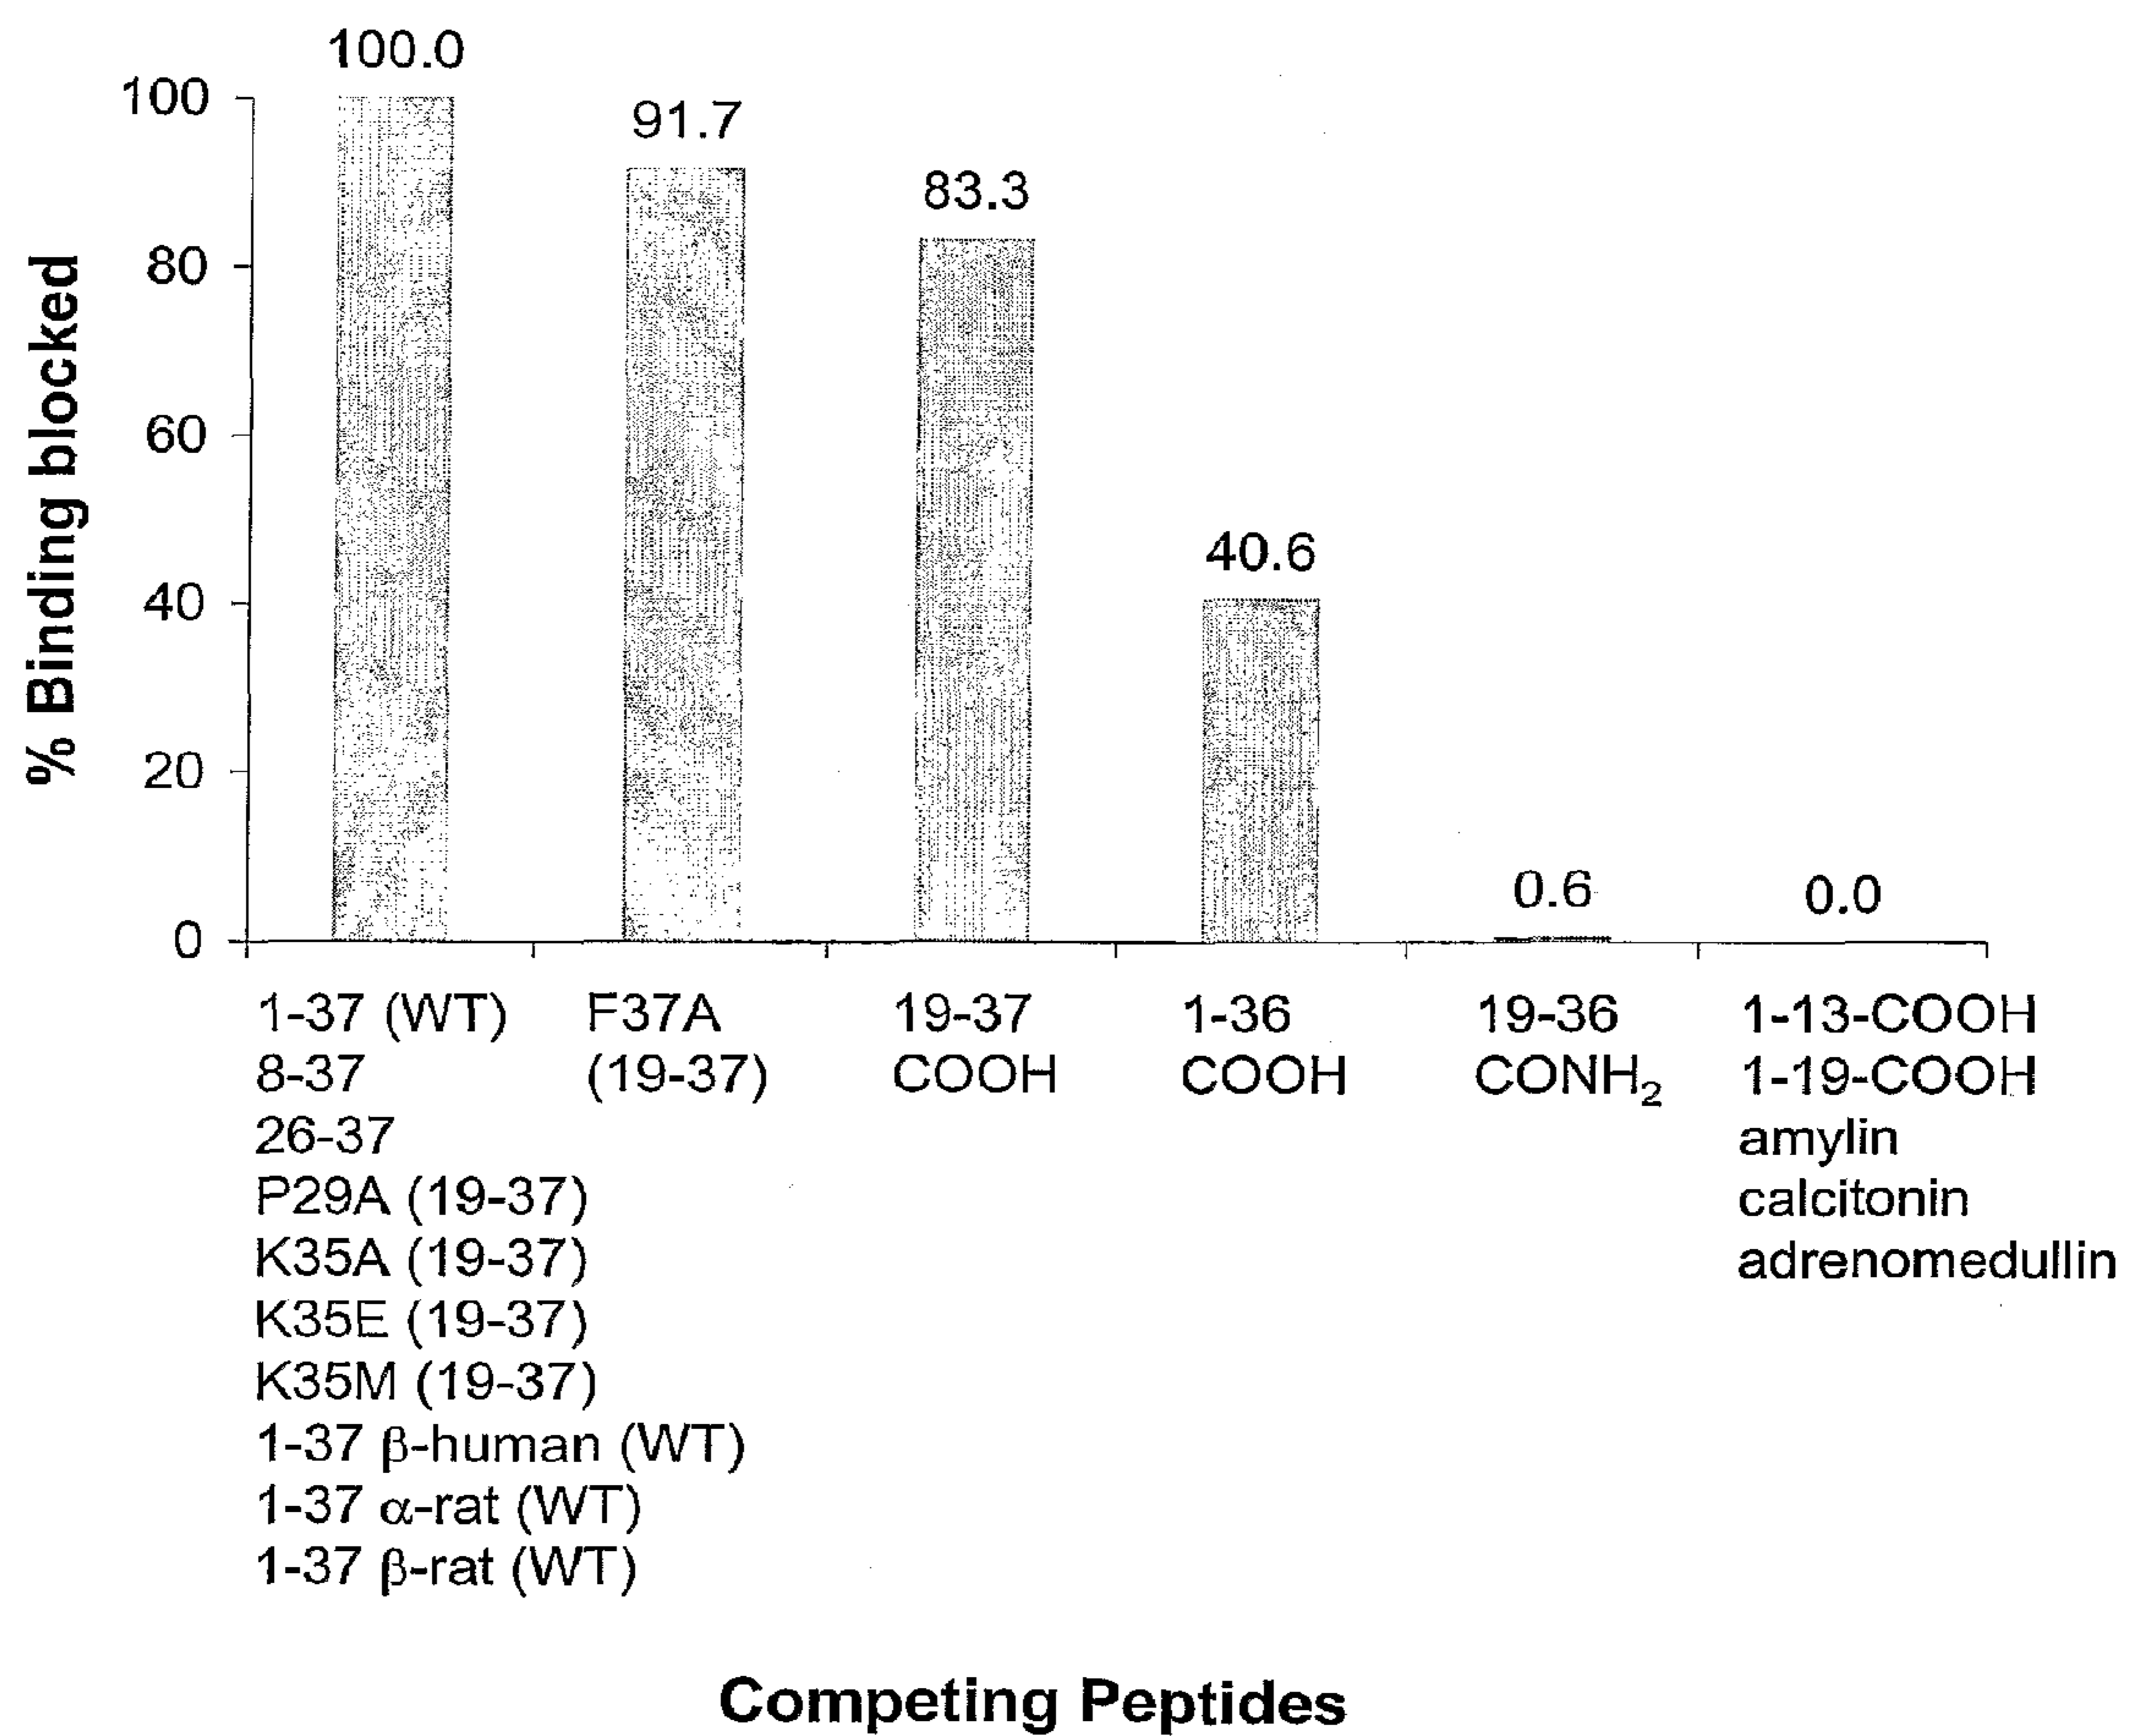 100.0
91.7
83.3
40.6
0.6
0.0
% Binding blocked
100
80
60
40
20
0
1-37 (WT)
8-37
26-37
P29A (19-37)
K35A (19-37)
K35E (19-37)
K35M (19-37)
1-37 β-human (WT)
1-37 α-rat (WT)
1-37 β-rat (WT)
F37A
(19-37)
19-37
COOH
1-36
COOH
19-36
CONH₂
1-13-COOH
1-19-COOH
amylin
calcitonin
adrenomedullin
Competing Peptides